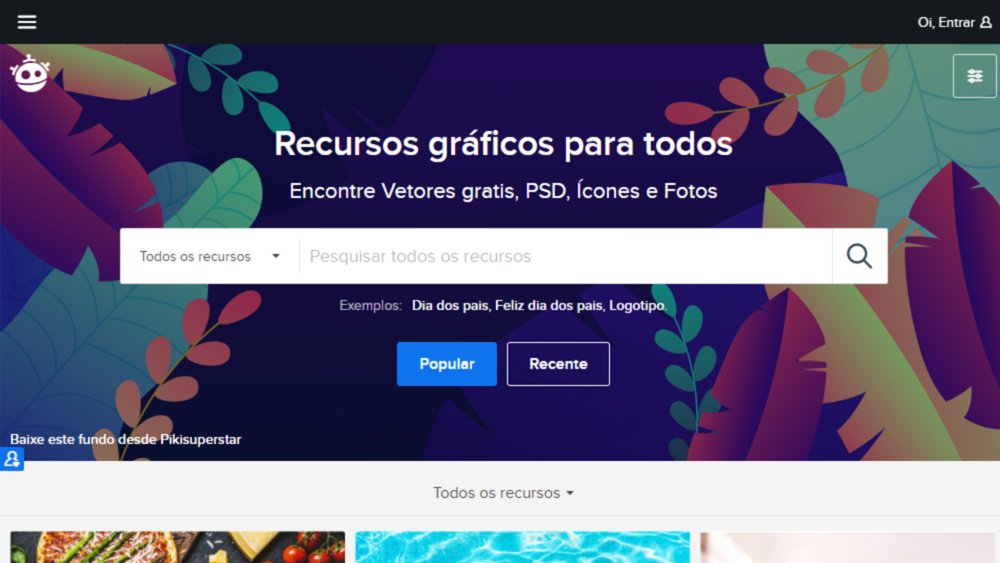 Oi, Entrar
Recursos gráficos para todos
Encontre Vetores gratis, PSD, Ícones e Fotos
Todos os recursos
Pesquisar todos os recursos
Exemplos: Dia dos pais, Feliz dia dos pais, Logotipo,
Popular
Recente
Baixe este fundo desde Pikisuperstar
Todos os recursos